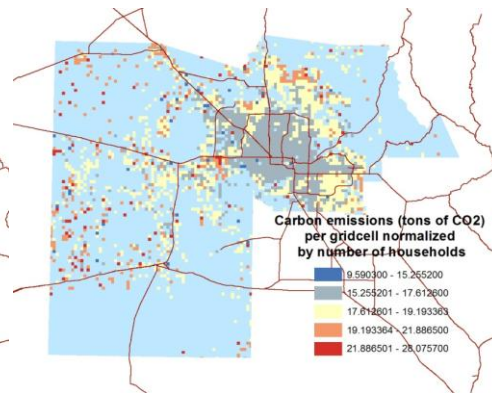 Carbon emissions (tons of CO2)
per gridcell normalized
by number of households
9.590300 - 15.255200
15.255201 - 17.612600
17.612601 - 19.193363
19.193364 - 21.886500
21.886501 - 28.075700